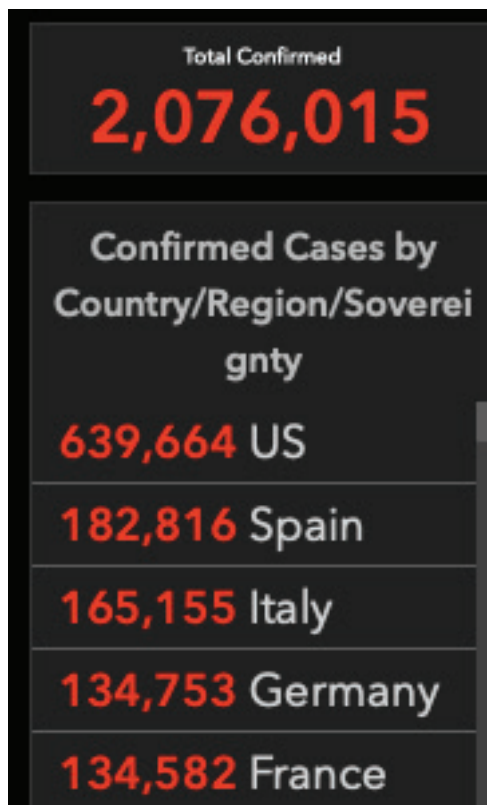 Total Confirmed
2,076,015
Confirmed Cases by
Country/Region/Soverei
gnty
639,664 US
182,816 Spain
165,155 Italy
134,753 Germany
134,582 France